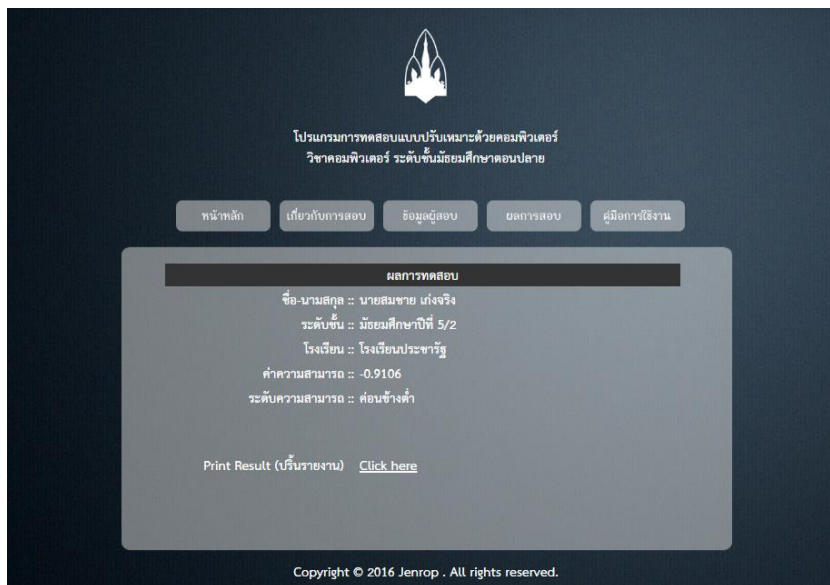 โปรแกรมการทดสอบแบบปรับเหมาะด้วยคอมพิวเตอร์
วิชาคอมพิวเตอร์ ระดับชั้นมัธยมศึกษาตอนปลาย
หน้าหลัก เกี่ยวกับการสอบ ข้อมูลผู้สอบ ผลการสอบ คู่มือการใช้งาน
ผลการทดสอบ
ชื่อ-นามสกุล :: นายสมชาย เก่งจริง
ระดับชั้น :: มัธยมศึกษาปีที่ 5/2
โรงเรียน :: โรงเรียนประชารัฐ
ค่าความสามารถ :: -0.9106
ระดับความสามารถ :: ค่อนข้างต่ำ
Print Result (ปริ้นรายงาน) Click here
Copyright © 2016 Jenrop . All rights reserved.